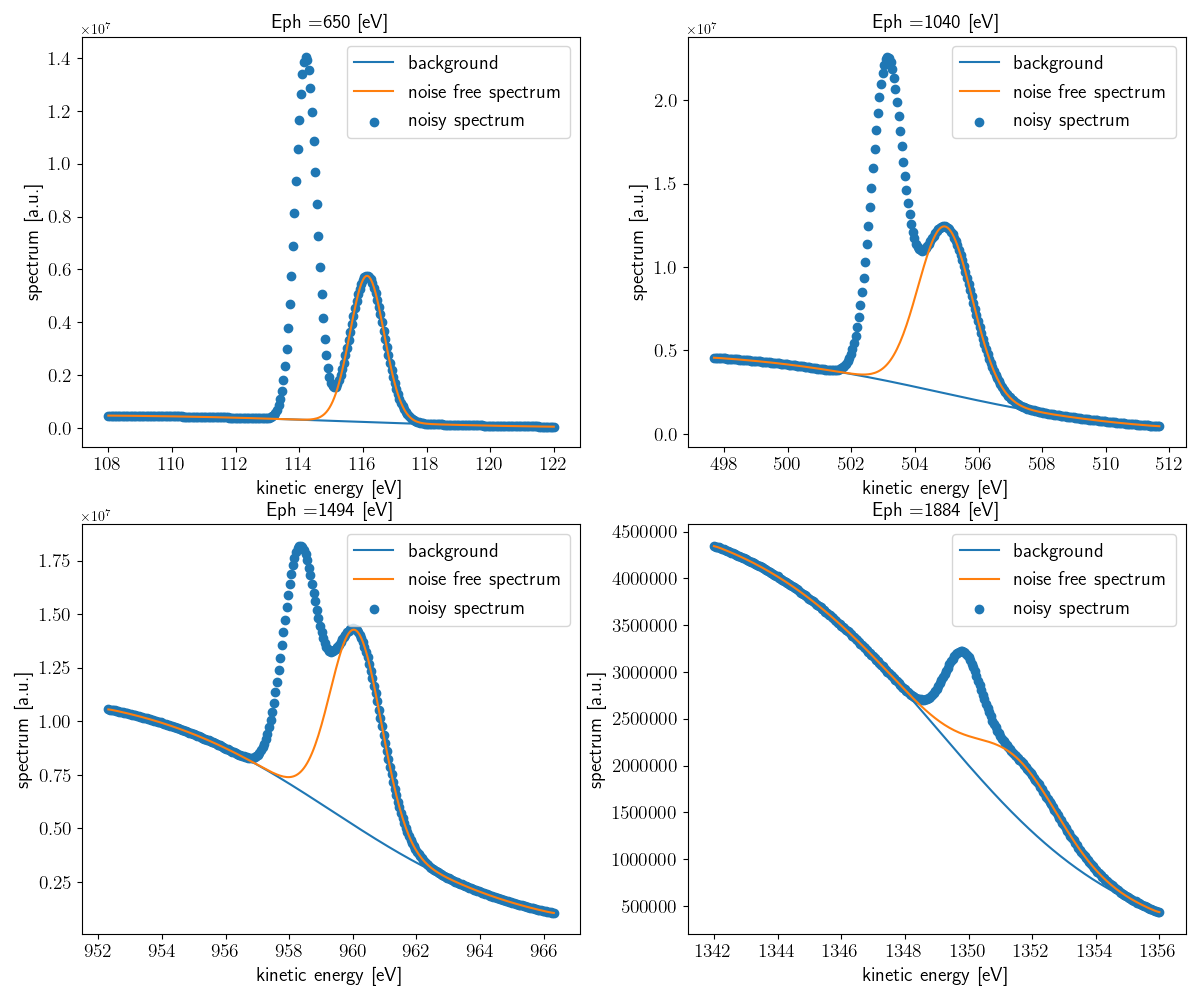 Eph =650 [eV]
×10⁷
spectrum [a.u.]
1.4
1.2
1.0
0.8
0.6
0.4
0.2
0.0
background
noise free spectrum
noisy spectrum
108 110 112 114 116 118 120 122
kinetic energy [eV]
Eph =1040 [eV]
×10⁷
spectrum [a.u.]
2.0
1.5
1.0
0.5
0.0
background
noise free spectrum
noisy spectrum
498 500 502 504 506 508 510 512
kinetic energy [eV]
Eph =1494 [eV]
×10⁷
spectrum [a.u.]
1.75
1.50
1.25
1.00
0.75
0.50
0.25
background
noise free spectrum
noisy spectrum
952 954 956 958 960 962 964 966
kinetic energy [eV]
Eph =1884 [eV]
spectrum [a.u.]
4500000
4000000
3500000
3000000
2500000
2000000
1500000
1000000
500000
background
noise free spectrum
noisy spectrum
1342 1344 1346 1348 1350 1352 1354 1356
kinetic energy [eV]